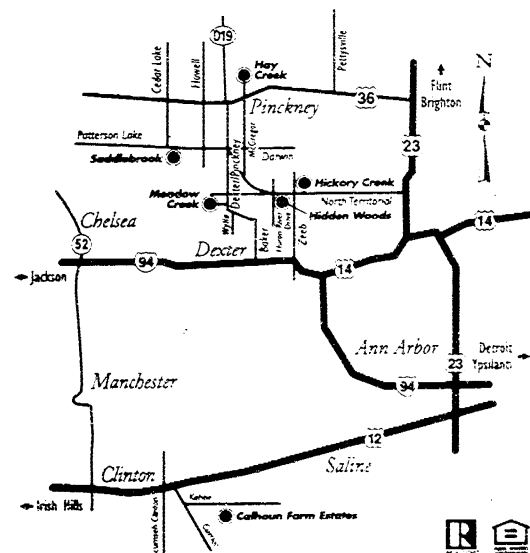 D19
Hay
Creek
Cedar Lake
Howell
Pettysville
Flint
Brighton
N
Pinckney
36
23
Patterson Lake
McGregor
Darwin
Saddlebrook
Dexter/Pinckney
Hickory Creek
North Territorial
Meadow
Creek
Hidden Woods
Wylie
Baker
Huron River
Drive
Zeeb
Chelsea
52
Dexter
14
94
14
Jackson
Ann Arbor
Detroit
Ypsilanti
23
Manchester
94
12
Clinton
Saline
Irish Hills
Calhoun Farm Estates
R